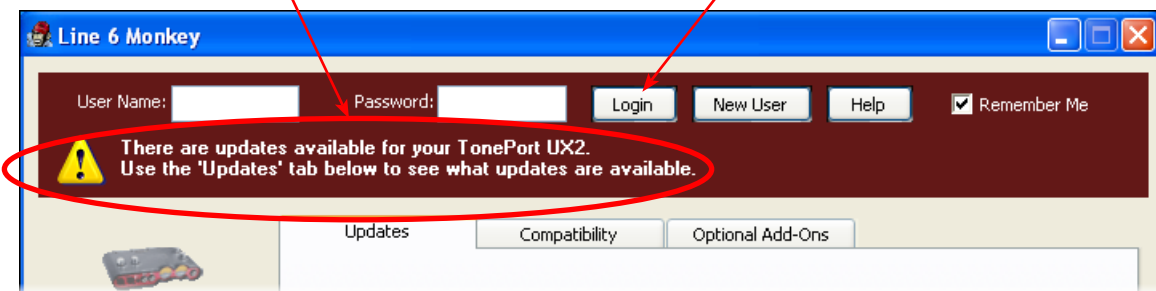 Line 6 Monkey
User Name: Password: Login New User Help Remember Me
There are updates available for your TonePort UX2.
Use the 'Updates' tab below to see what updates are available.
Updates Compatibility Optional Add-Ons